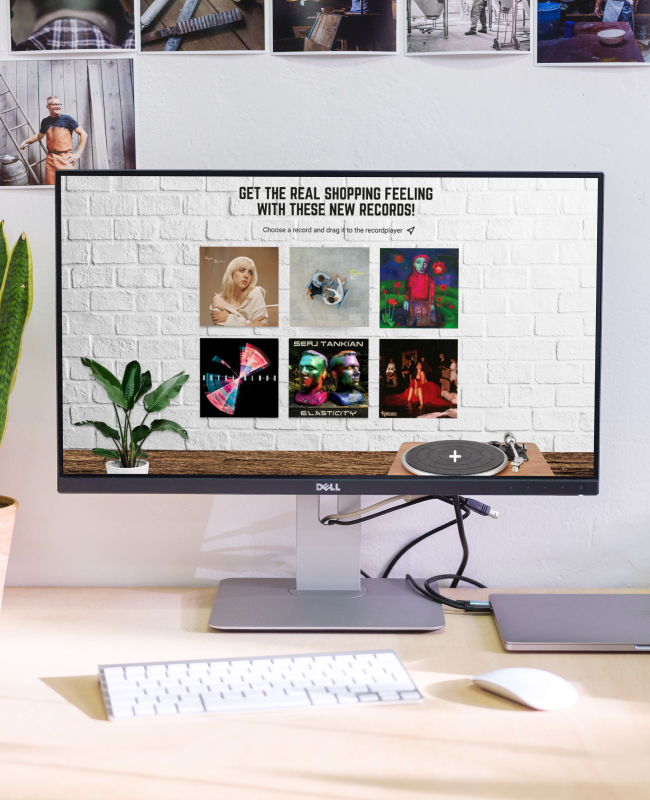 GET THE REAL SHOPPING FEELING
WITH THESE NEW RECORDS!
Choose a record and drag it to the recordplayer
SERJ TANKIAN
ELASTICITY
DELL